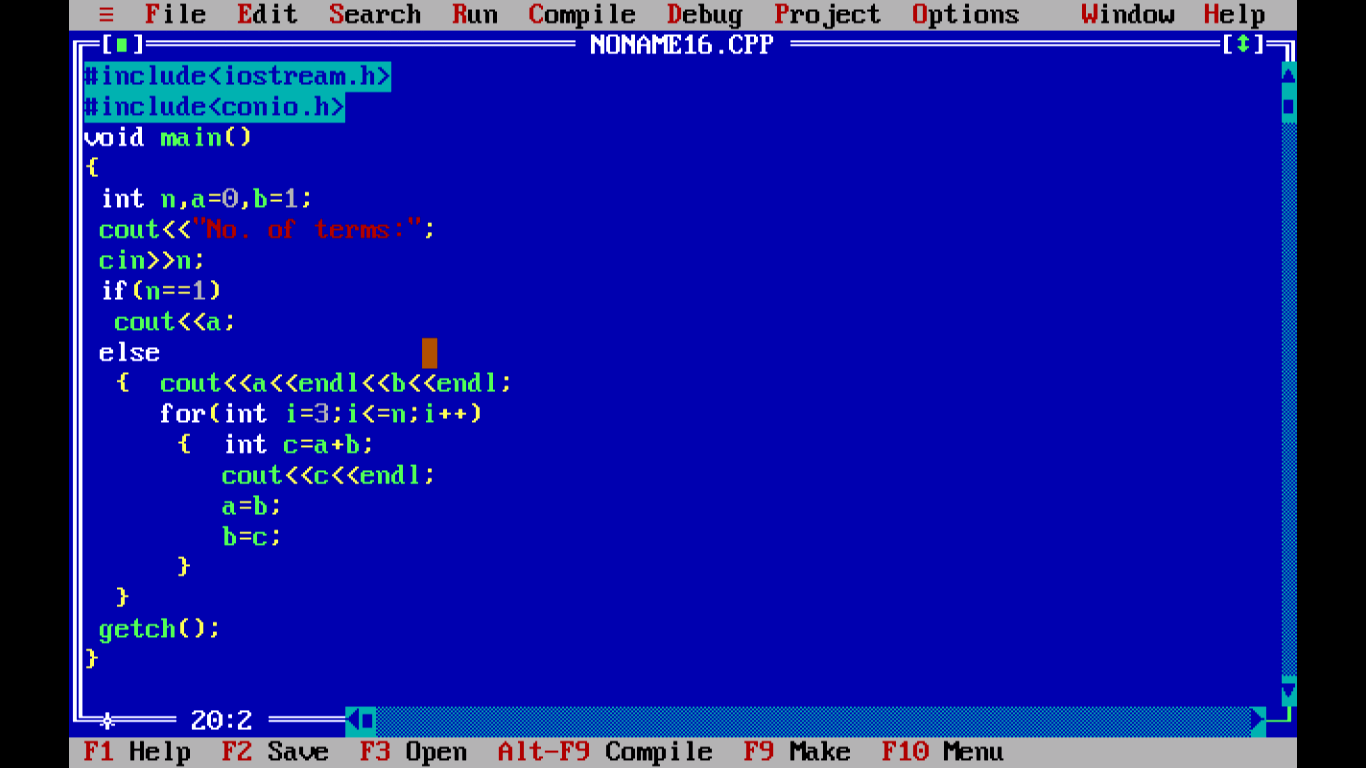 ≡ File Edit Search Run Compile Debug Project Options Window Help
[■] NONAME16.CPP [↕]
#include<iostream.h>
#include<conio.h>
void main()
{
 int n,a=0,b=1;
 cout<<"No. of terms:";
 cin>>n;
 if(n==1)
  cout<<a;
 else
  {  cout<<a<<endl<<b<<endl;
     for(int i=3;i<=n;i++)
      {  int c=a+b;
         cout<<c<<endl;
         a=b;
         b=c;
      }
  }
 getch();
}
20:2
F1 Help F2 Save F3 Open Alt-F9 Compile F9 Make F10 Menu